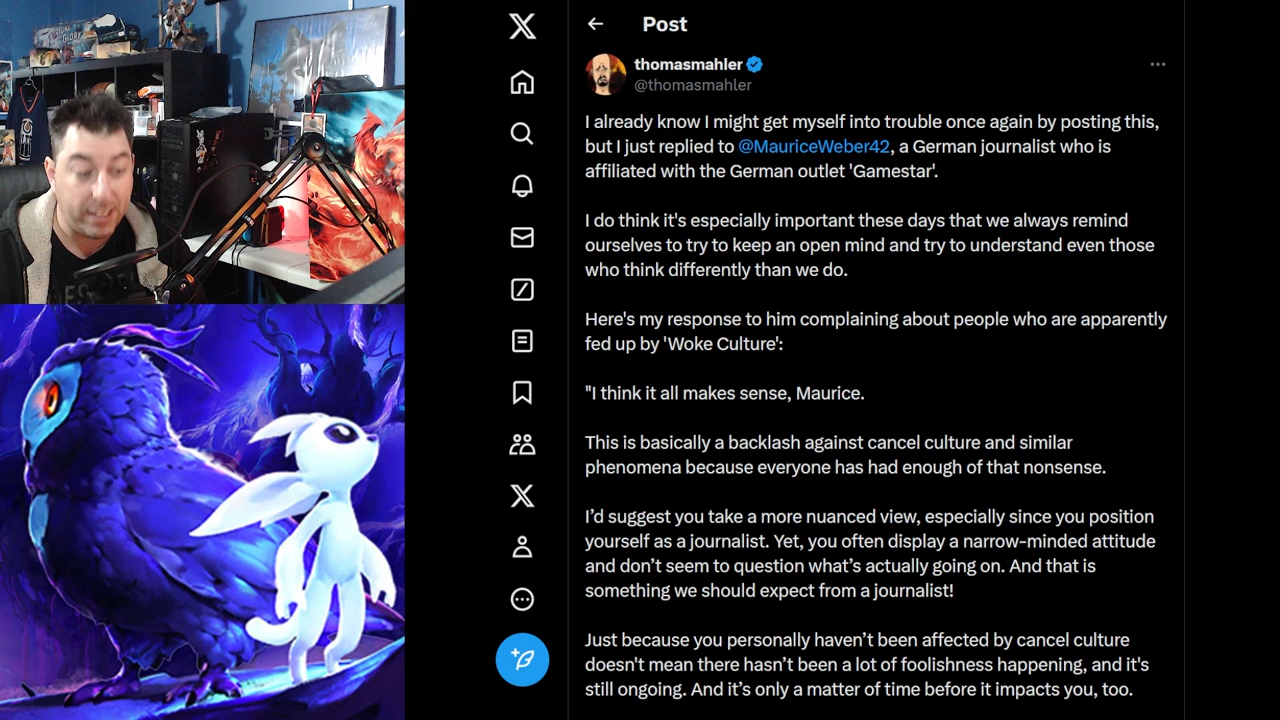 GLORY
Post
thomasmahler
@thomasmahler
I already know I might get myself into trouble once again by posting this,
but I just replied to @MauriceWeber42, a German journalist who is
affiliated with the German outlet 'Gamestar'.
I do think it's especially important these days that we always remind
ourselves to try to keep an open mind and try to understand even those
who think differently than we do.
Here's my response to him complaining about people who are apparently
fed up by 'Woke Culture':
"I think it all makes sense, Maurice.
This is basically a backlash against cancel culture and similar
phenomena because everyone has had enough of that nonsense.
I’d suggest you take a more nuanced view, especially since you position
yourself as a journalist. Yet, you often display a narrow-minded attitude
and don’t seem to question what’s actually going on. And that is
something we should expect from a journalist!
Just because you personally haven’t been affected by cancel culture
doesn't mean there hasn’t been a lot of foolishness happening, and it's
still ongoing. And it’s only a matter of time before it impacts you, too.